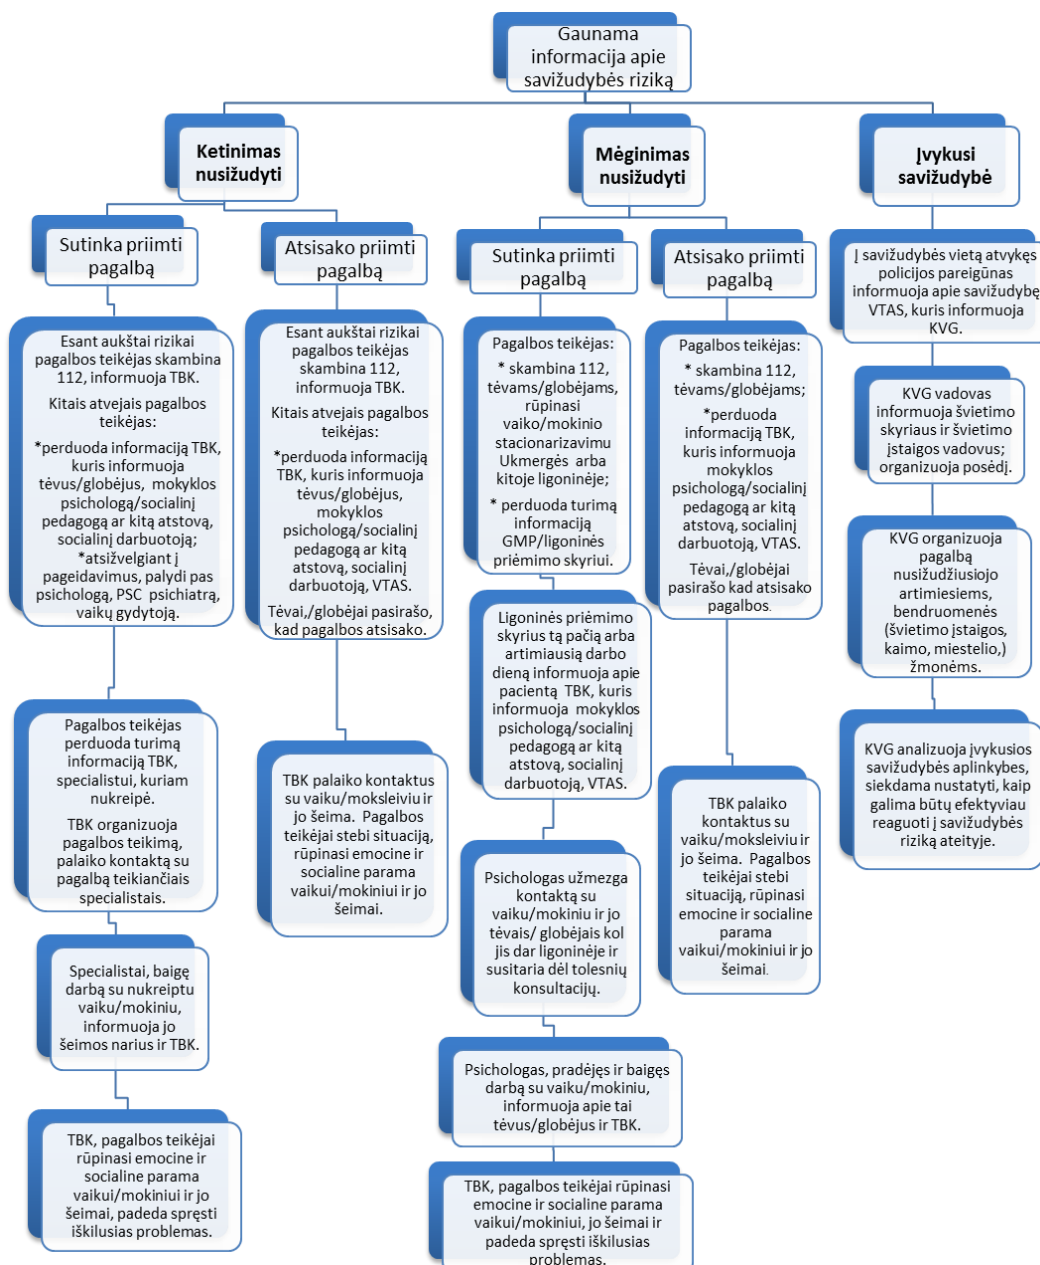 Gaunama
informacija apie
savižudybės riziką
Ketinimas
nusižudyti
Sutinka priimti
pagalbą
Esant aukštai rizikai
pagalbos teikėjas skambina
112, informuoja TBK.
Kitais atvejais pagalbos
teikėjas:
*perduoda informaciją TBK,
kuris informuoja
tėvus/globėjus, mokyklos
psichologą/socialinį
pedagogą ar kitą atstovą,
socialinį darbuotoją;
*atsižvelgiant į
pageidavimus, palydi pas
psichologą, PSC psichiatrą,
vaikų gydytoją.
Pagalbos teikėjas
perduoda turimą
informaciją TBK,
specialistui, kuriam
nukreipė.
TBK organizuoja
pagalbos teikimą,
palaiko kontaktą su
pagalbą teikiančiais
specialistais.
Specialistai, baigę
darbą su nukreiptu
vaiku/mokiniu,
informuoja jo
šeimos narius ir TBK.
TBK, pagalbos teikėjai
rūpinasi emocine ir
socialine parama
vaikui/mokiniui ir jo
šeimai, padeda spręsti
iškilusias problemas.
Atsisako priimti
pagalbą
Esant aukštai rizikai
pagalbos teikėjas
skambina 112,
informuoja TBK.
Kitais atvejais pagalbos
teikėjas:
*perduoda informaciją
TBK, kuris informuoja
tėvus/globėjus,
mokyklos
psichologą/socialinį
pedagogą ar kitą
atstovą, socialinį
darbuotoją, VTAS.
Tėvai,/globėjai pasirašo,
kad pagalbos atsisako.
TBK palaiko kontaktus
su vaiku/moksleiviu ir
jo šeima. Pagalbos
teikėjai stebi situaciją,
rūpinasi emocine ir
socialine parama
vaikui/mokiniui ir jo
šeimai.
Mėginimas
nusižudyti
Sutinka priimti
pagalbą
Pagalbos teikėjas:
* skambina 112,
tėvams/globėjams,
rūpinasi
vaiko/mokinio
stacionarizavimu
Ukmergės arba
kitoje ligoninėje;
* perduoda turimą
informaciją
GMP/ligoninės
priėmimo skyriui.
Ligoninės priėmimo
skyrius tą pačią arba
artimiausią darbo
dieną informuoja apie
pacientą TBK, kuris
informuoja mokyklos
psichologą/socialinį
pedagogą ar kitą
atstovą, socialinį
darbuotoją, VTAS.
Psichologas užmezga
kontaktą su
vaiku/mokiniu ir jo
tėvais/ globėjais kol
jis dar ligoninėje ir
susitaria dėl tolesnių
konsultacijų.
Psichologas, pradėjęs ir baigęs
darbą su vaiku/mokiniu,
informuoja apie tai
tėvus/globėjus ir TBK.
TBK, pagalbos teikėjai rūpinasi
emocine ir socialine parama
vaikui/mokiniui, jo šeimai ir
padeda spręsti iškilusias
problemas.
Atsisako priimti
pagalbą
Pagalbos teikėjas:
* skambina 112,
tėvams/globėjams;
*perduoda
informaciją TBK,
kuris informuoja
mokyklos
psichologą/socialinį
pedagogą ar kitą
atstovą, socialinį
darbuotoją, VTAS.
Tėvai,/globėjai
pasirašo kad atsisako
pagalbos.
TBK palaiko
kontaktus su
vaiku/moksleiviu ir
jo šeima. Pagalbos
teikėjai stebi
situaciją, rūpinasi
emocine ir socialine
parama
vaikui/mokiniui ir jo
šeimai.
Įvykusi
savižudybė
Į savižudybės vietą atvykęs
policijos pareigūnas
informuoja apie savižudybę
VTAS, kuris informuoja
KVG.
KVG vadovas
informuoja švietimo
skyriaus ir švietimo
įstaigos vadovus;
organizuoja posėdį.
KVG organizuoja
pagalbą
nusižudžiusiojo
artimiesiems,
bendruomenės
(švietimo įstaigos,
kaimo, miestelio,)
žmonėms.
KVG analizuoja įvykusios
savižudybės aplinkybes,
siekdama nustatyti, kaip
galima būtų efektyviau
reaguoti į savižudybės
riziką ateityje.